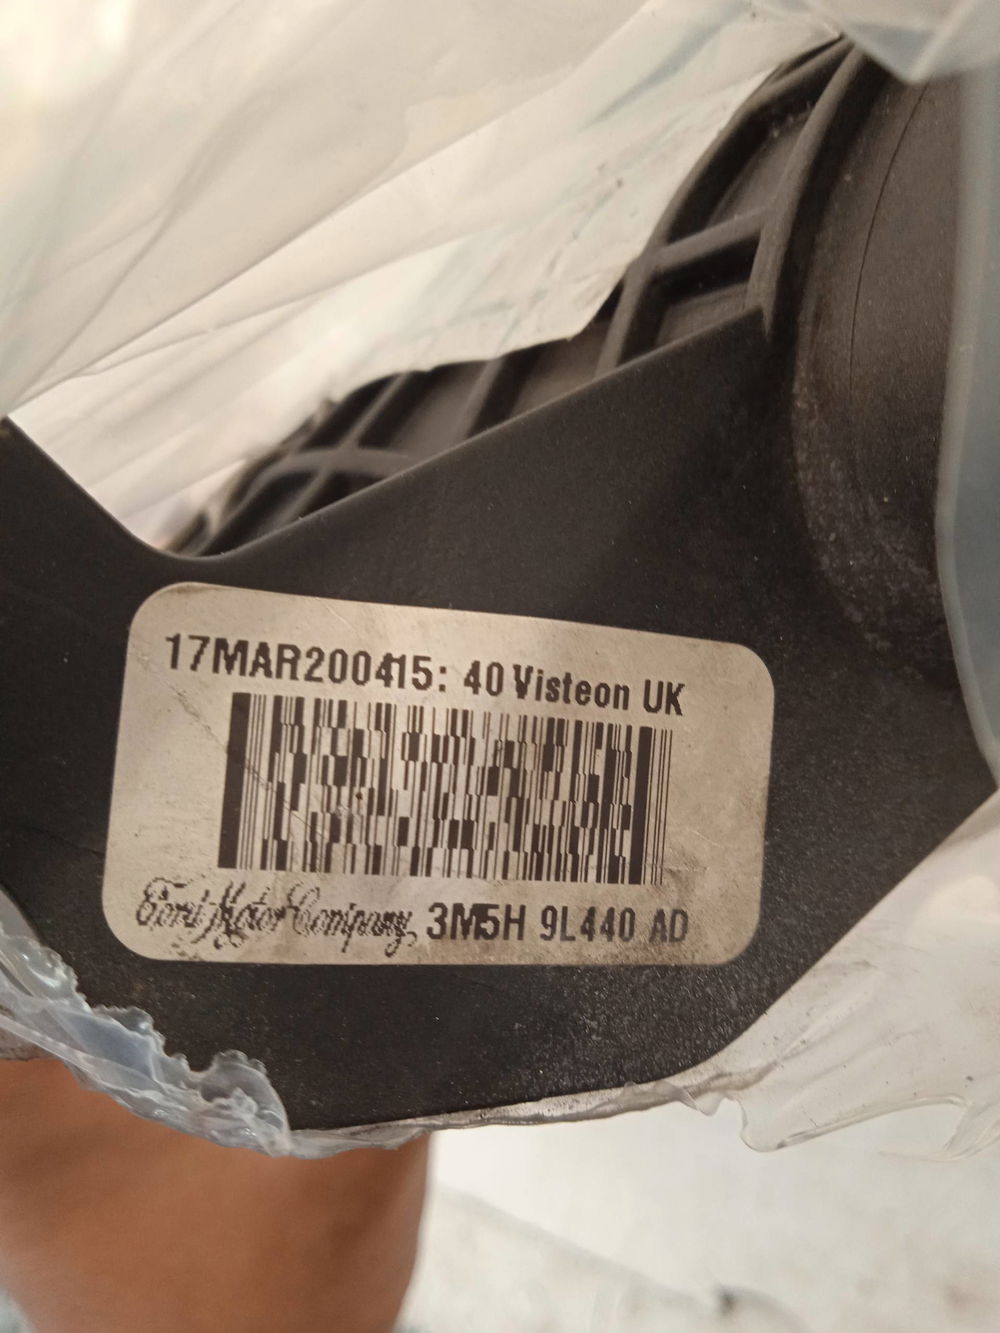 17MAR200415: 40 Visteon UK
Ford Motor Company, 3M5H 9L440 AD